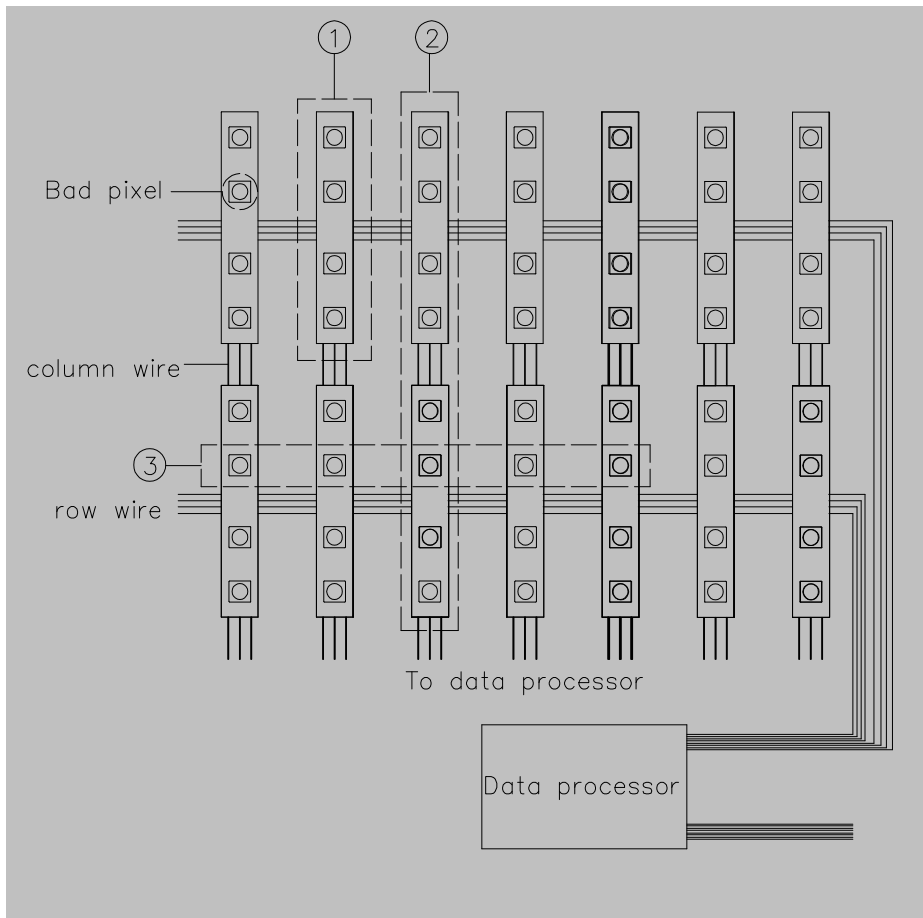 1
2
Bad pixel
column wire
3
row wire
To data processor
Data processor